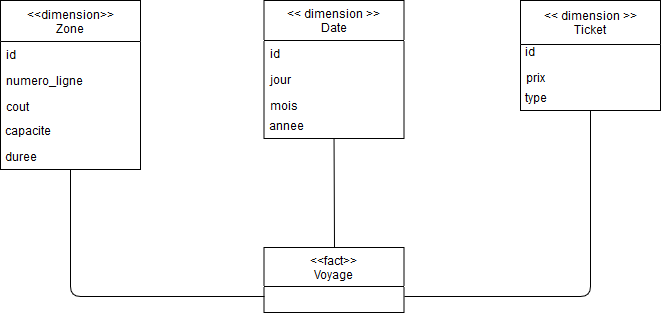 <<dimension>>
Zone
id
numero_ligne
cout
capacite
duree
<< dimension >>
Date
id
jour
mois
annee
<< dimension >>
Ticket
id
prix
type
<<fact>>
Voyage